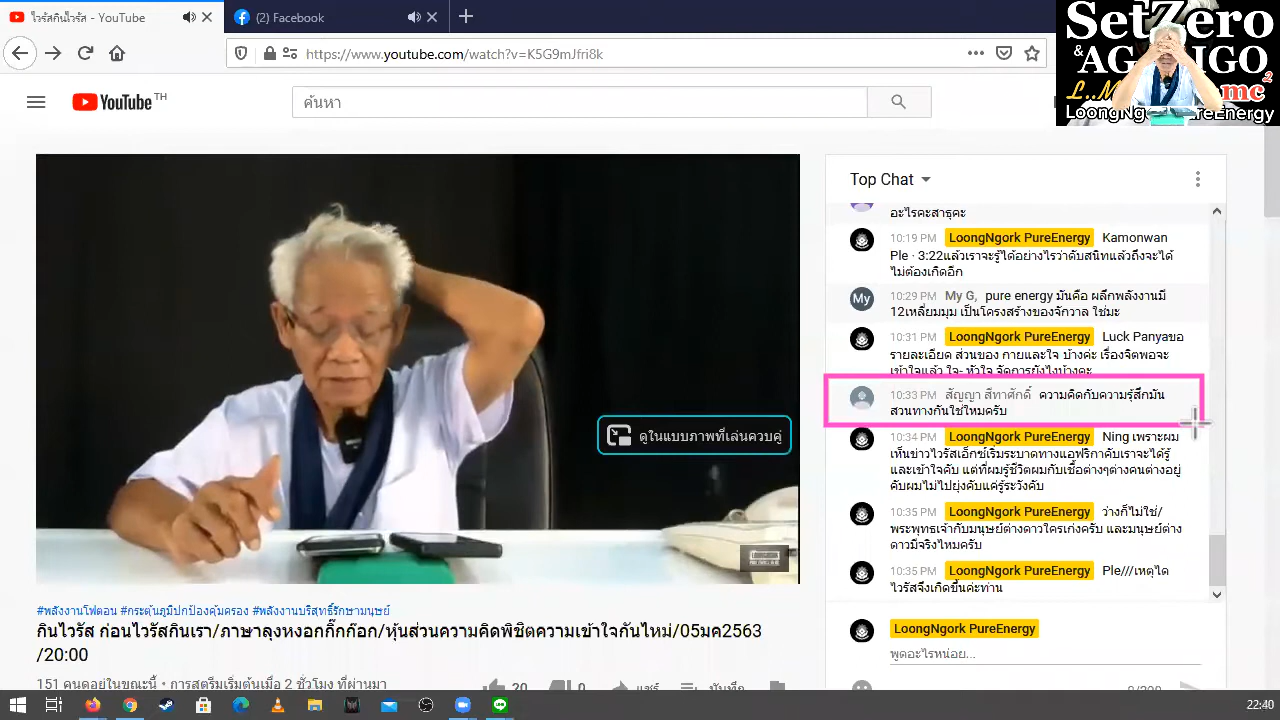 ไวรัสกินไวรัส - YouTube
(2) Facebook
https://www.youtube.com/watch?v=K5G9mJfri8k
SetZero
&
LoongNgork PureEnergy
YouTube TH
ค้นหา
ดูในแบบภาพที่เล่นควบคู่
#พลังงานโฟตอน #กระตุ้นภูมิปกป้องคุ้มครอง #พลังงานบริสุทธิ์รักษามนุษย์
กินไวรัส ก่อนไวรัสกินเรา/ภาษาลุงหงอกกิ๊กก๊อก/หุ้นส่วนความคิดพิชิตความเข้าใจกันไหม่/05มค2563
/20:00
151 คนดูอยู่ในขณะนี้ • การสตรีมเริ่มต้นเมื่อ 2 ชั่วโมง ที่ผ่านมา
20
0
แชร์
บันทึก
Top Chat
อะไรคะสาธุคะ
10:19 PM LoongNgork PureEnergy Kamonwan
Ple · 3:22แล้วเราจะรู้ได้อย่างไรว่าดับสนิทแล้วถึงจะได้
ไม่ต้องเกิดอีก
My
10:29 PM My G, pure energy มันคือ ผลึกพลังงานมี
12เหลี่ยมมุม เป็นโครงสร้างของจักวาล ใช่มะ
10:31 PM LoongNgork PureEnergy Luck Panyaขอ
รายละเอียด ส่วนของ กายและใจ บ้างค่ะ เรื่องจิตพอจะ
เข้าใจแล้ว ใจ- หัวใจ จัดการยังไงบ้างคะ
10:33 PM สัญญา สีทาศักดิ์ ความคิดกับความรู้สึกมัน
สวนทางกันใช่ใหมครับ
10:34 PM LoongNgork PureEnergy Ning เพราะผม
เห็นข่าวไวรัสเอ็กซ์เริ่มระบาดทางแอฟริกาคับเราจะได้รู้
และเข้าใจคับ แต่ที่ผมรู้ชีวิตผมกับเชื้อต่างๆต่างคนต่างอยู่
คับผมไม่ไปยุ่งคับแค่รู้ระวังคับ
10:35 PM LoongNgork PureEnergy ว่างก็ไม่ใช่/
พระพุทธเจ้ากับมนุษย์ต่างดาวใครเก่งครับ และมนุษย์ต่าง
ดาวมีจริงไหมครับ
10:35 PM LoongNgork PureEnergy Ple///เหตุใด
ไวรัสจึงเกิดขึ้นค่ะท่าน
LoongNgork PureEnergy
พูดอะไรหน่อย...
0/200
22:40